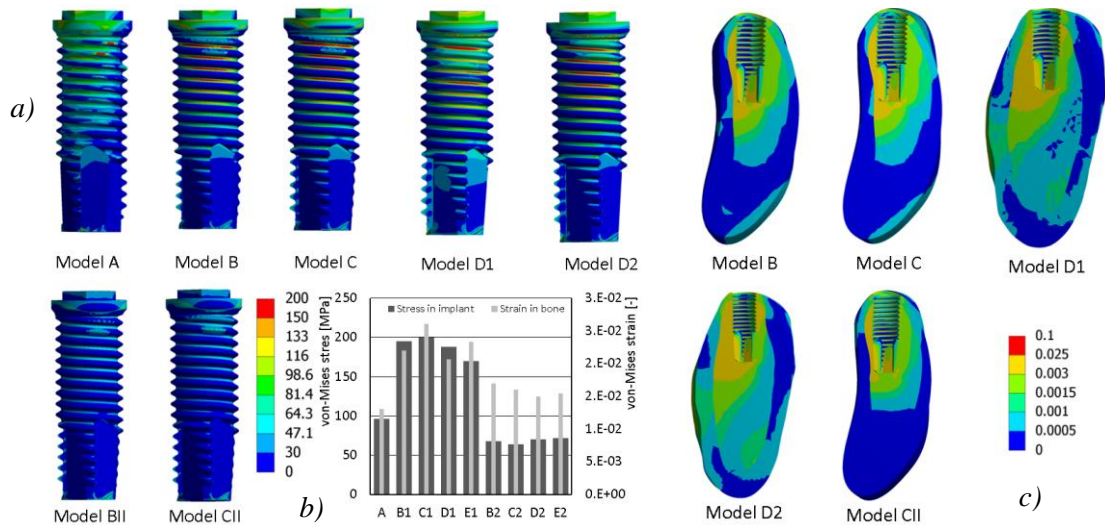 a)
Model A
Model B
Model C
Model D1
Model D2
Model B
Model C
Model D1
Model BII
Model CII
200
150
133
116
98.6
81.4
64.3
47.1
30
0
b)
von-Mises stres [MPa]
250
200
150
100
50
0
Stress in implant
Strain in bone
3.E-02
3.E-02
2.E-02
2.E-02
1.E-02
5.E-03
0.E+00
von-Mises strain [-]
A B1 C1 D1 E1 B2 C2 D2 E2
Model D2
Model CII
0.1
0.025
0.003
0.0015
0.001
0.0005
0
c)